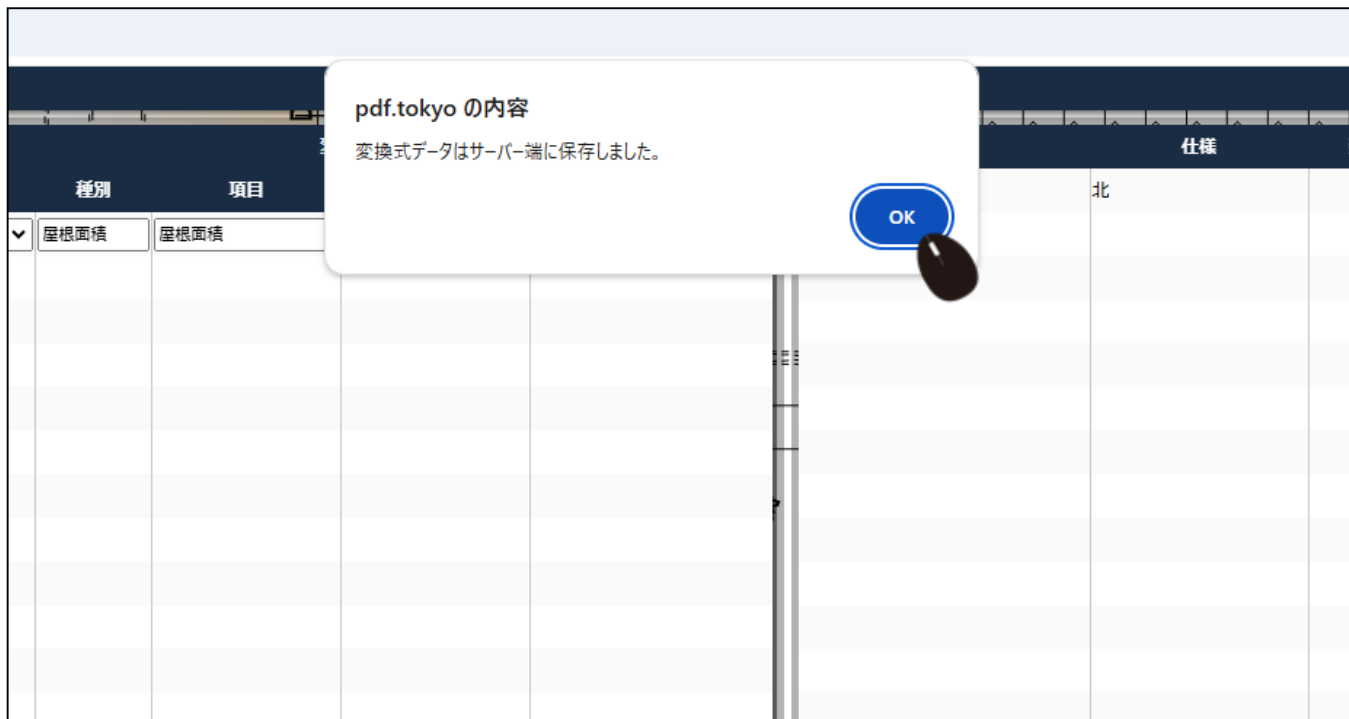 pdf.tokyo の内容
変換式データはサーバー端に保存しました。
OK
仕様
種別
項目
北
屋根面積
屋根面積